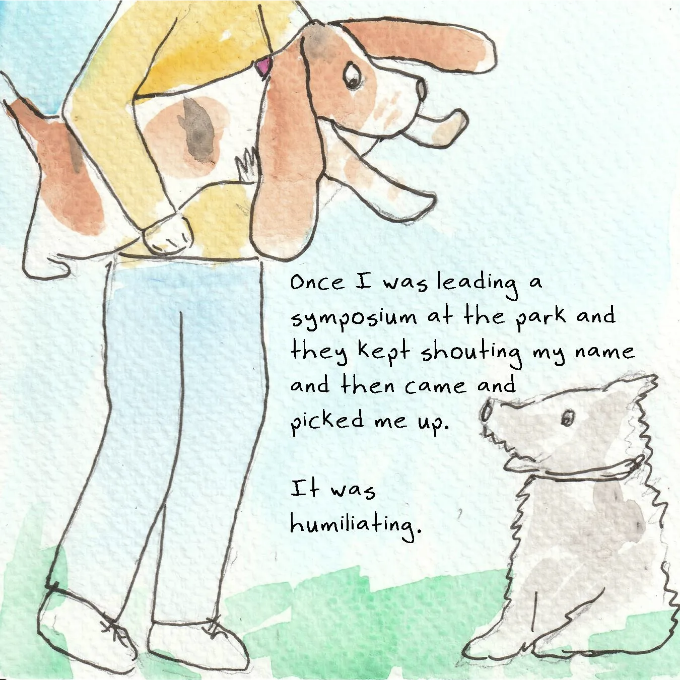 Once I was leading a
symposium at the park and
they kept shouting my name
and then came and
picked me up.
It was
humiliating.